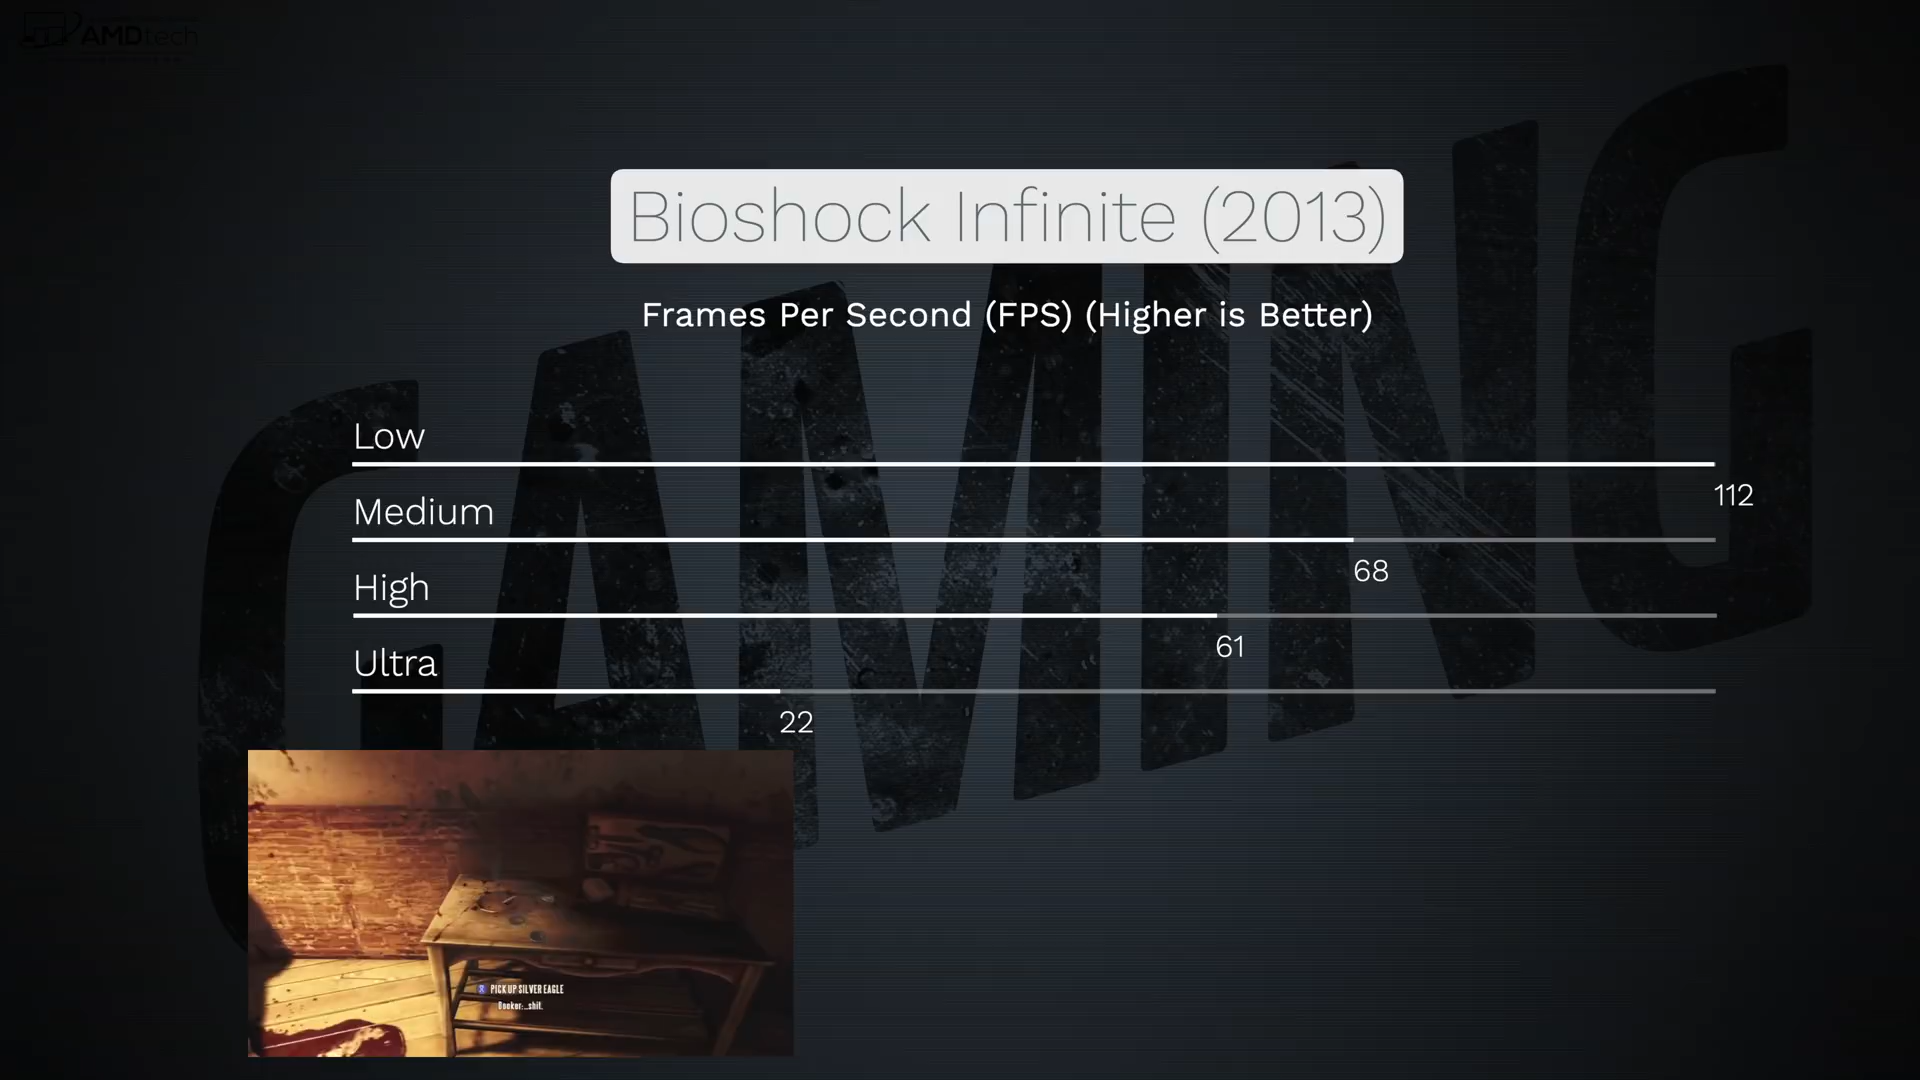 AMDtech
Bioshock Infinite (2013)
Frames Per Second (FPS) (Higher is Better)
Low
112
Medium
68
High
61
Ultra
22
GAMING
X PICK UP SILVER EAGLE
Booker: ...shit.